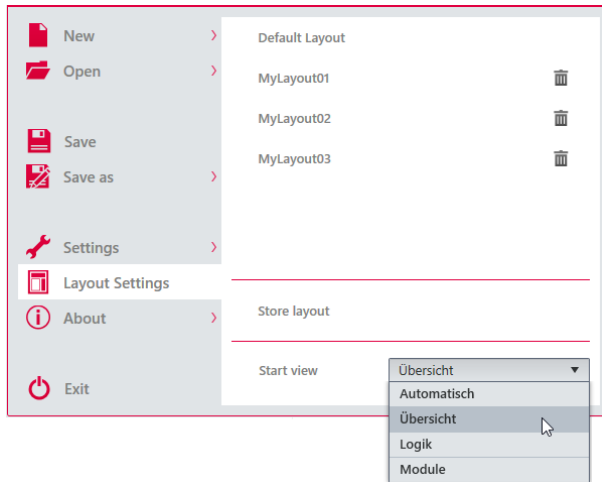 New
Open
Save
Save as
Settings
Layout Settings
About
Exit
Default Layout
MyLayout01
MyLayout02
MyLayout03
Store layout
Start view
Übersicht
Automatisch
Übersicht
Logik
Module